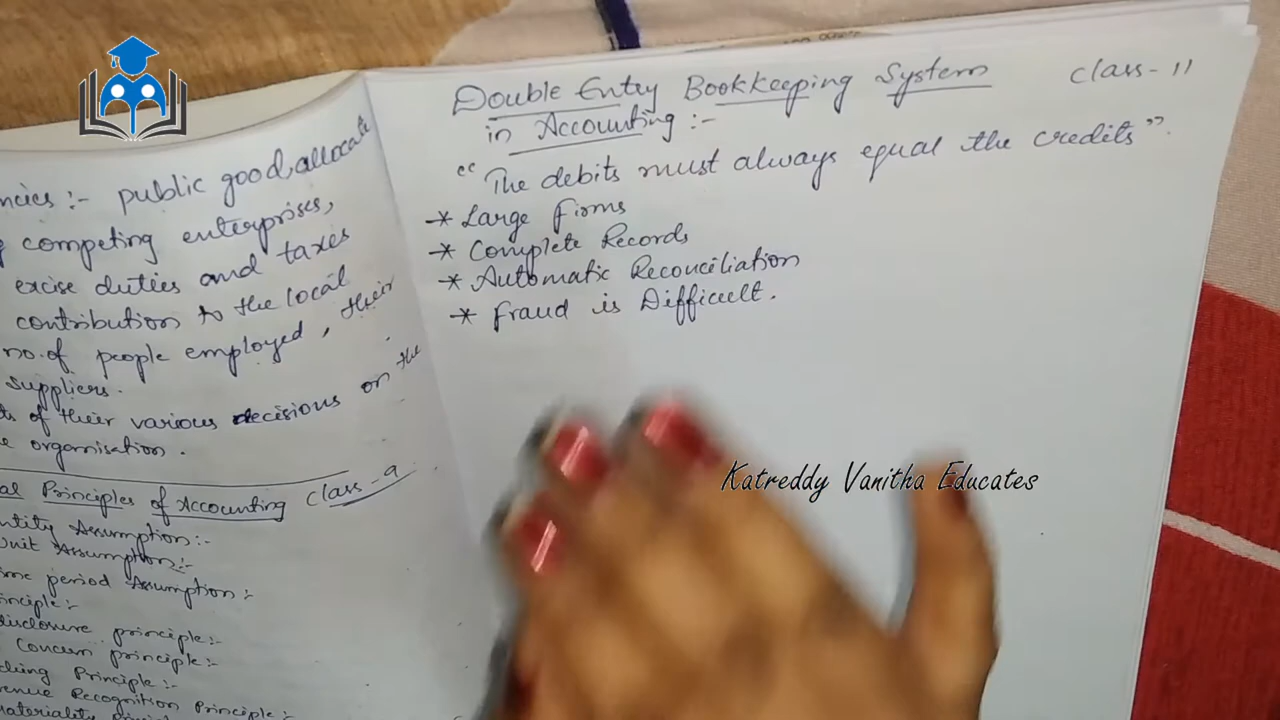 public good, allocate
competing enterprises,
excise duties and taxes
contribution to the local
no. of people employed, their
suppliers.
of their various decisions on the
organisation.
Principles of Accounting Class-9
Assumption:-
Unit Assumption:-
period Assumption:-
disclosure principle:-
Concern principle:-
Principle:-
Recognition Principle:-
Double Entry Bookkeeping System Class-11
in Accounting:-
"The debits must always equal the credits".
* Large Firms
* Complete Records
* Automatic Reconciliation
* Fraud is Difficult.
Katreddy Vanitha Educates